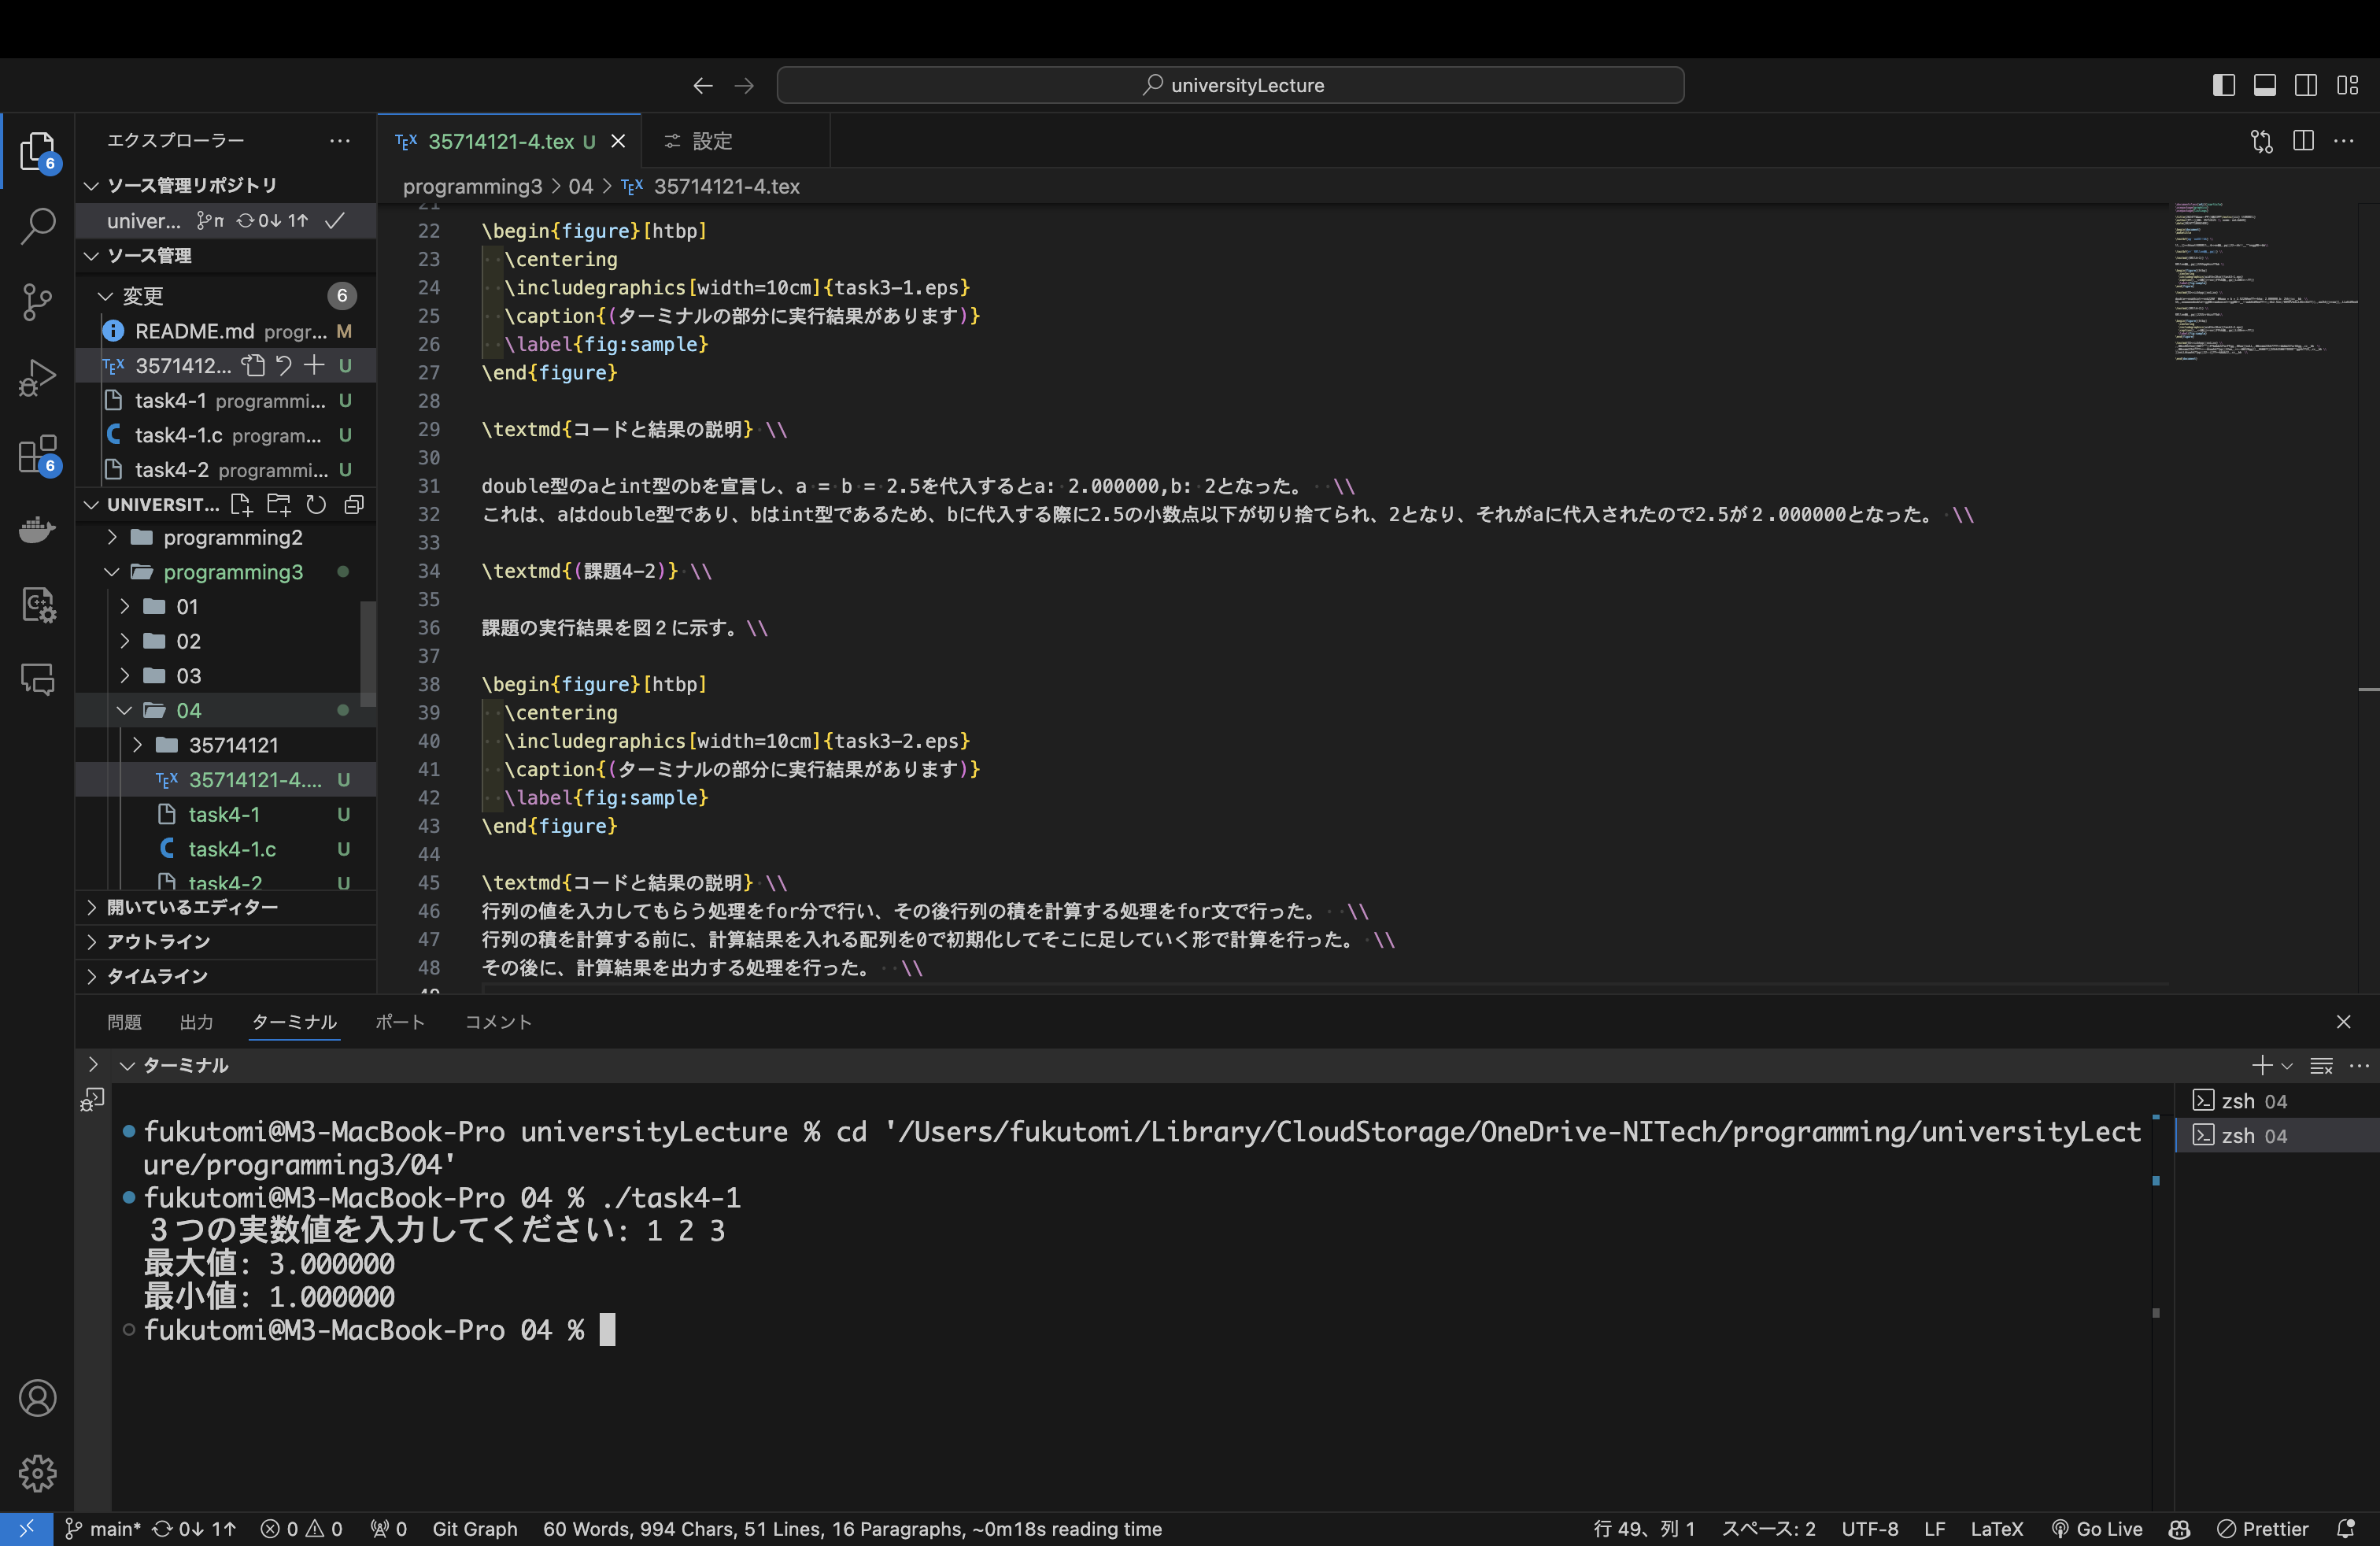 universityLecture
エクスプローラー
ソース管理リポジトリ
univer... 0↓ 1↑
ソース管理
変更 6
README.md progr... M
3571412... U
task4-1 programmi... U
task4-1.c program... U
task4-2 programmi... U
UNIVERSIT...
programming2
programming3
01
02
03
04
35714121
35714121-4.... U
task4-1 U
task4-1.c U
task4-2 U
開いているエディター
アウトライン
タイムライン
6
6
35714121-4.tex U
設定
programming3 > 04 > 35714121-4.tex
21
22 \begin{figure}[htbp]
23 \centering
24 \includegraphics[width=10cm]{task3-1.eps}
25 \caption{(ターミナルの部分に実行結果があります)}
26 \label{fig:sample}
27 \end{figure}
28
29 \textmd{コードと結果の説明} \\
30
31 double型のaとint型のbを宣言し、a = b = 2.5を代入するとa: 2.000000,b: 2となった。 \\
32 これは、aはdouble型であり、bはint型であるため、bに代入する際に2.5の小数点以下が切り捨てられ、2となり、それがaに代入されたので2.5が２.000000となった。 \\
33
34 \textmd{(課題4-2)} \\
35
36 課題の実行結果を図２に示す。\\
37
38 \begin{figure}[htbp]
39 \centering
40 \includegraphics[width=10cm]{task3-2.eps}
41 \caption{(ターミナルの部分に実行結果があります)}
42 \label{fig:sample}
43 \end{figure}
44
45 \textmd{コードと結果の説明} \\
46 行列の値を入力してもらう処理をfor分で行い、その後行列の積を計算する処理をfor文で行った。 \\
47 行列の積を計算する前に、計算結果を入れる配列を0で初期化してそこに足していく形で計算を行った。 \\
48 その後に、計算結果を出力する処理を行った。 \\
49
問題 出力 ターミナル ポート コメント
ターミナル
fukutomi@M3-MacBook-Pro universityLecture % cd '/Users/fukutomi/Library/CloudStorage/OneDrive-NITech/programming/universityLect
ure/programming3/04'
fukutomi@M3-MacBook-Pro 04 % ./task4-1
３つの実数値を入力してください: 1 2 3
最大値: 3.000000
最小値: 1.000000
fukutomi@M3-MacBook-Pro 04 %
zsh 04
zsh 04
main* 0↓ 1↑ 0 0 0 Git Graph 60 Words, 994 Chars, 51 Lines, 16 Paragraphs, ~0m18s reading time
行 49、列 1 スペース: 2 UTF-8 LF LaTeX Go Live Prettier